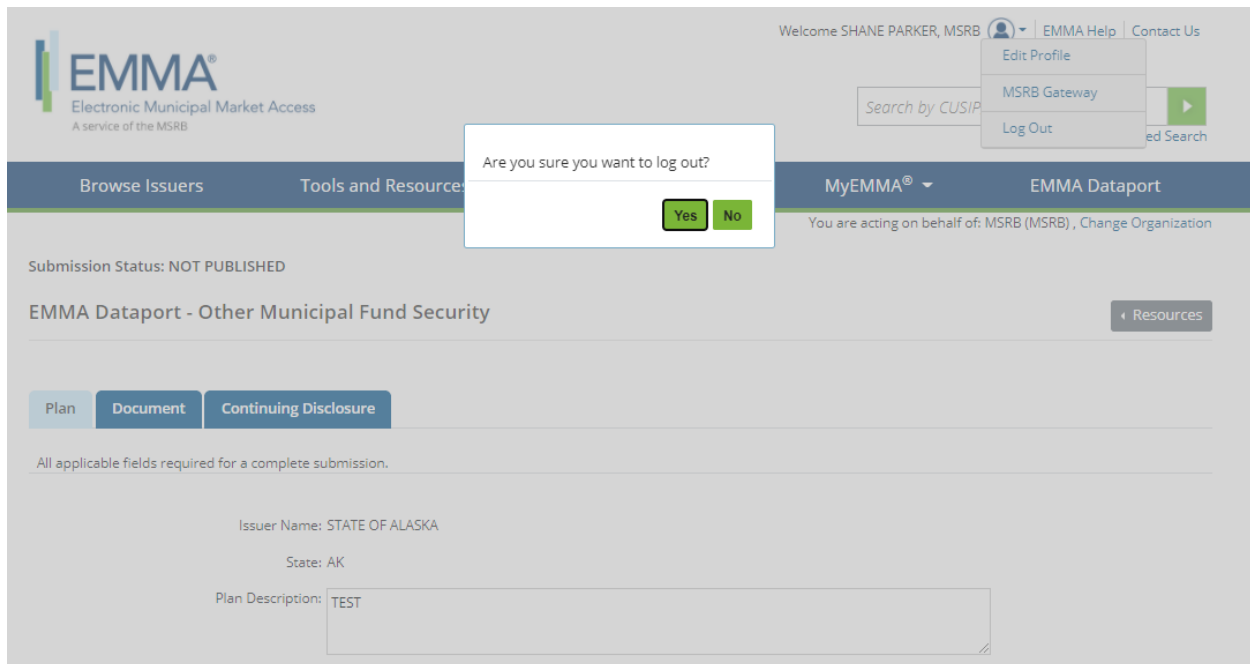 Welcome SHANE PARKER, MSRB
EMMA Help
Contact Us
Edit Profile
MSRB Gateway
Log Out
EMMA®
Electronic Municipal Market Access
A service of the MSRB
Search by CUSIP
ed Search
Are you sure you want to log out?
Yes No
Browse Issuers
Tools and Resources
MyEMMA®
EMMA Dataport
You are acting on behalf of: MSRB (MSRB) , Change Organization
Submission Status: NOT PUBLISHED
EMMA Dataport - Other Municipal Fund Security
Resources
Plan
Document
Continuing Disclosure
All applicable fields required for a complete submission.
Issuer Name: STATE OF ALASKA
State: AK
Plan Description: TEST